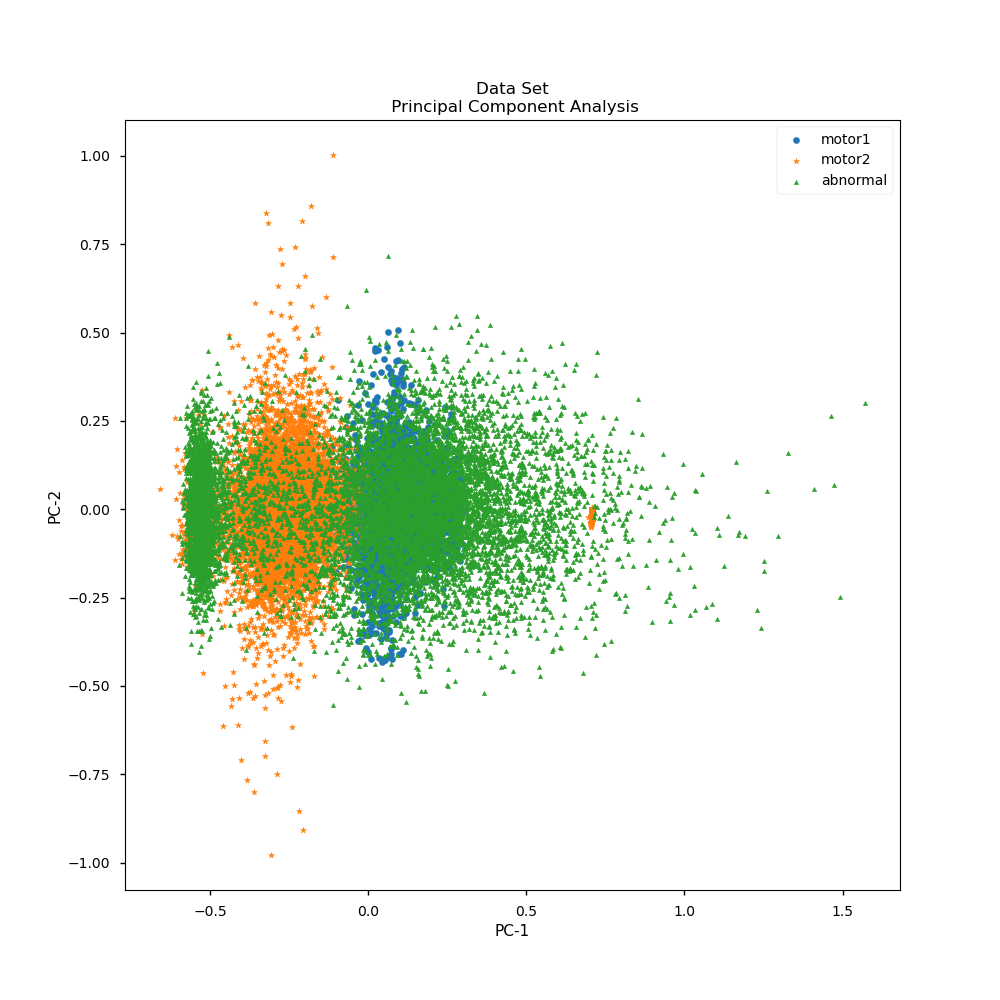 Data Set
Principal Component Analysis
motor1
motor2
abnormal
1.00
0.75
0.50
0.25
0.00
−0.25
−0.50
−0.75
−1.00
PC-2
−0.5
0.0
0.5
1.0
1.5
PC-1